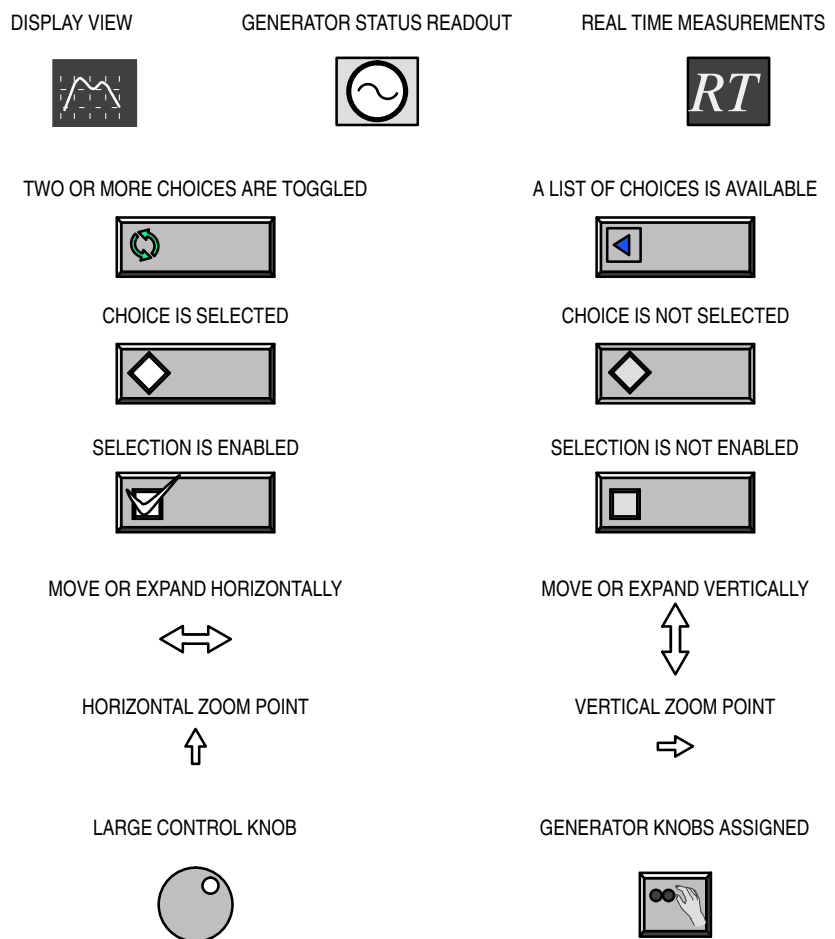 DISPLAY VIEW
GENERATOR STATUS READOUT
REAL TIME MEASUREMENTS
RT
TWO OR MORE CHOICES ARE TOGGLED
A LIST OF CHOICES IS AVAILABLE
CHOICE IS SELECTED
CHOICE IS NOT SELECTED
SELECTION IS ENABLED
SELECTION IS NOT ENABLED
MOVE OR EXPAND HORIZONTALLY
MOVE OR EXPAND VERTICALLY
HORIZONTAL ZOOM POINT
VERTICAL ZOOM POINT
LARGE CONTROL KNOB
GENERATOR KNOBS ASSIGNED